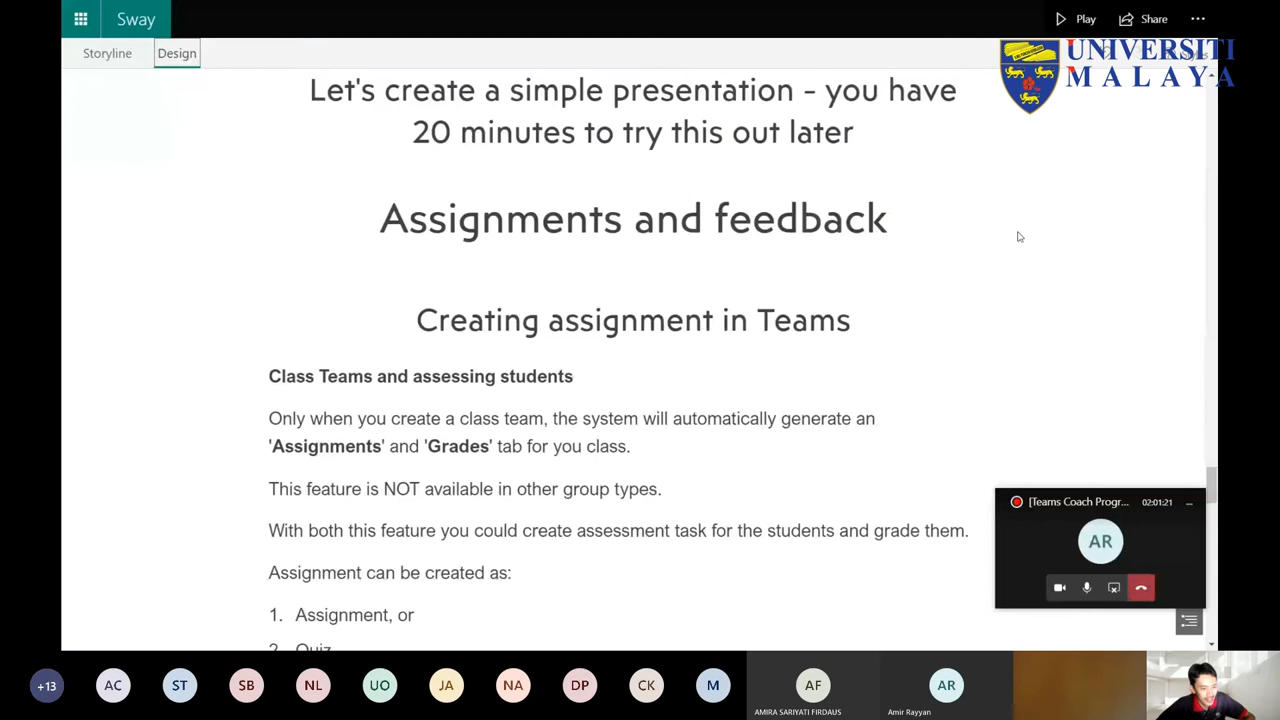 Sway
Play
Share
Storyline
Design
UNIVERSITI
MALAYA
Let's create a simple presentation - you have
20 minutes to try this out later
Assignments and feedback
Creating assignment in Teams
Class Teams and assessing students
Only when you create a class team, the system will automatically generate an
'Assignments' and 'Grades' tab for you class.
This feature is NOT available in other group types.
With both this feature you could create assessment task for the students and grade them.
Assignment can be created as:
1. Assignment, or
2. Quiz
[Teams Coach Progr...
02:01:21
AR
+13
AC
ST
SB
NL
UO
JA
NA
DP
CK
M
AF
AMIRA SARIYATI FIRDAUS
AR
Amir Rayyan